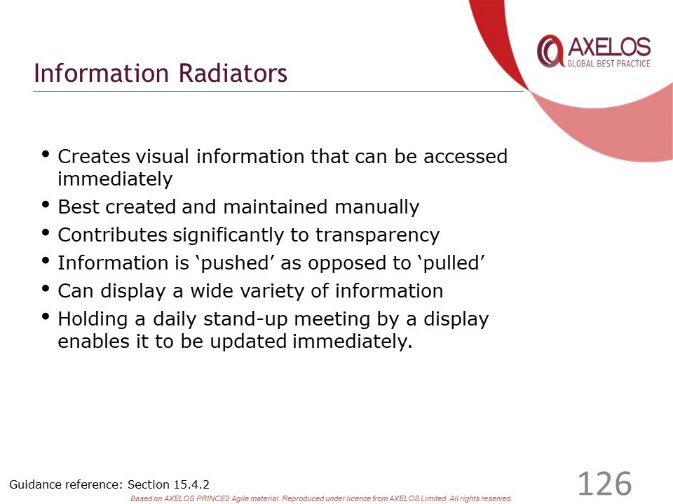 AXELOS
GLOBAL BEST PRACTICE
Information Radiators
• Creates visual information that can be accessed
immediately
• Best created and maintained manually
• Contributes significantly to transparency
• Information is ‘pushed’ as opposed to ‘pulled’
• Can display a wide variety of information
• Holding a daily stand-up meeting by a display
enables it to be updated immediately.
Guidance reference: Section 15.4.2
126
Based on AXELOS PRINCE2 Agile material. Reproduced under licence from AXELOS Limited. All rights reserved.